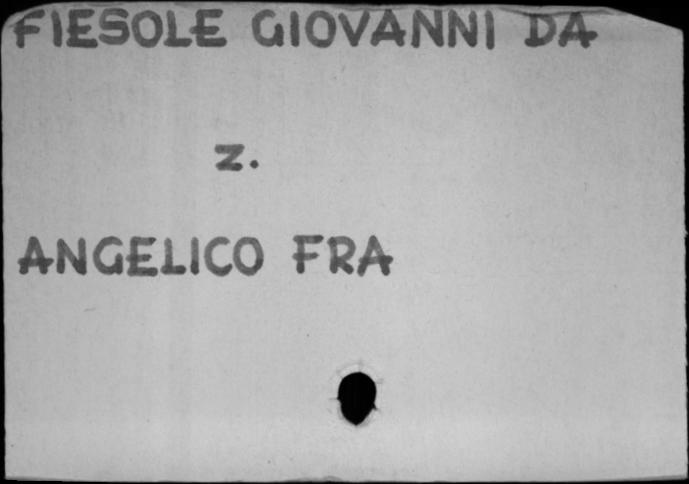 FIESOLE GIOVANNI DA
z.
ANGELICO FRA